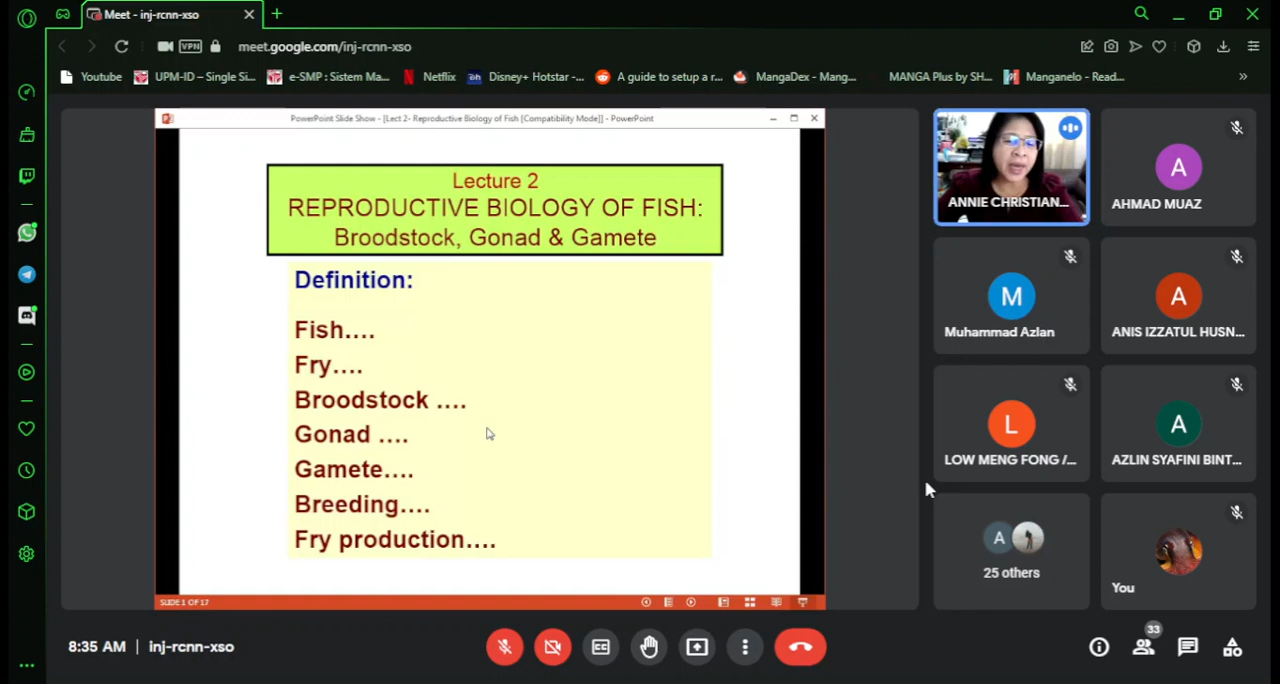 Meet - inj-rcnn-xso
VPN
meet.google.com/inj-rcnn-xso
Youtube
UPM-ID – Single Si...
e-SMP : Sistem Ma...
Netflix
Disney+ Hotstar -...
A guide to setup a r...
MangaDex - Mang...
MANGA Plus by SH...
Manganelo - Read...
PowerPoint Slide Show - [Lect 2- Reproductive Biology of Fish [Compatibility Mode]] - PowerPoint
Lecture 2
REPRODUCTIVE BIOLOGY OF FISH:
Broodstock, Gonad & Gamete
Definition:
Fish....
Fry....
Broodstock ....
Gonad ....
Gamete....
Breeding....
Fry production....
SLIDE 1 OF 17
ANNIE CHRISTIAN...
A
AHMAD MUAZ
M
Muhammad Azlan
A
ANIS IZZATUL HUSN...
L
LOW MENG FONG /...
A
AZLIN SYAFINI BINT...
A
25 others
You
8:35 AM | inj-rcnn-xso
CC
33